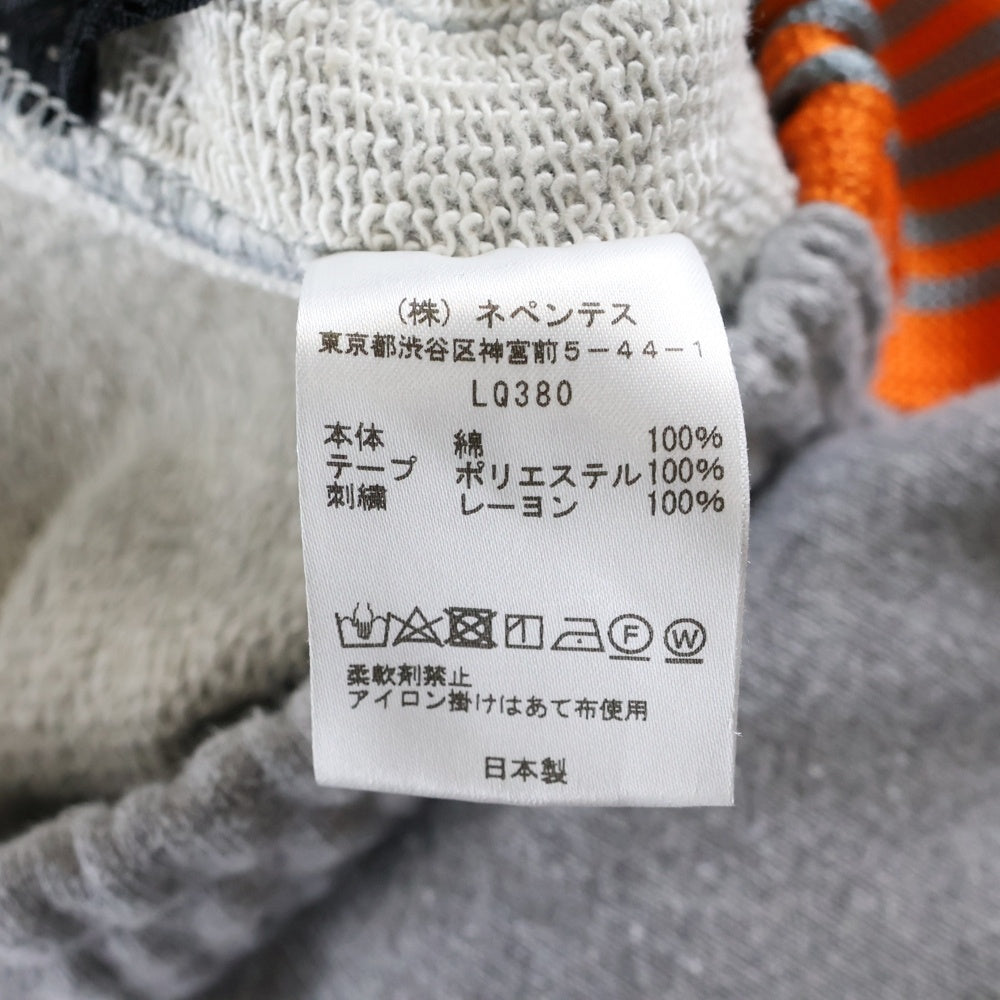 (株) ネペンテス
東京都渋谷区神宮前5-44-1
LQ380
本体 綿 100%
テープ ポリエステル 100%
刺繍 レーヨン 100%
F W
柔軟剤禁止
アイロン掛けはあて布使用
日本製